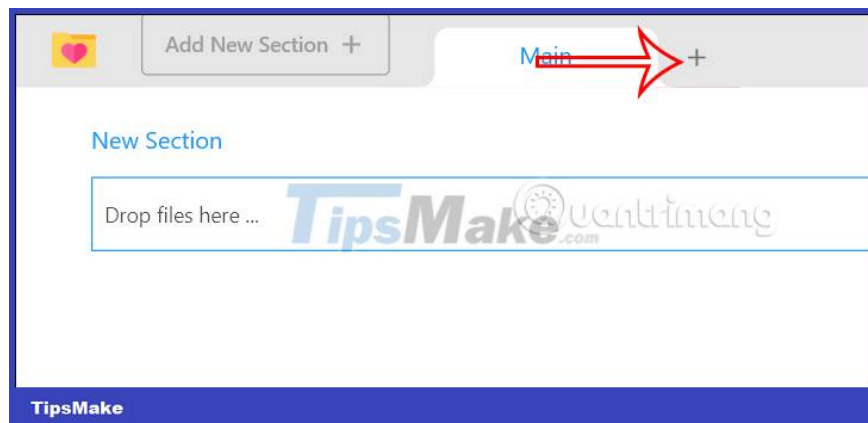 Add New Section +
Main
+
New Section
Drop files here ...
TipsMake.com
Quantrimang
TipsMake